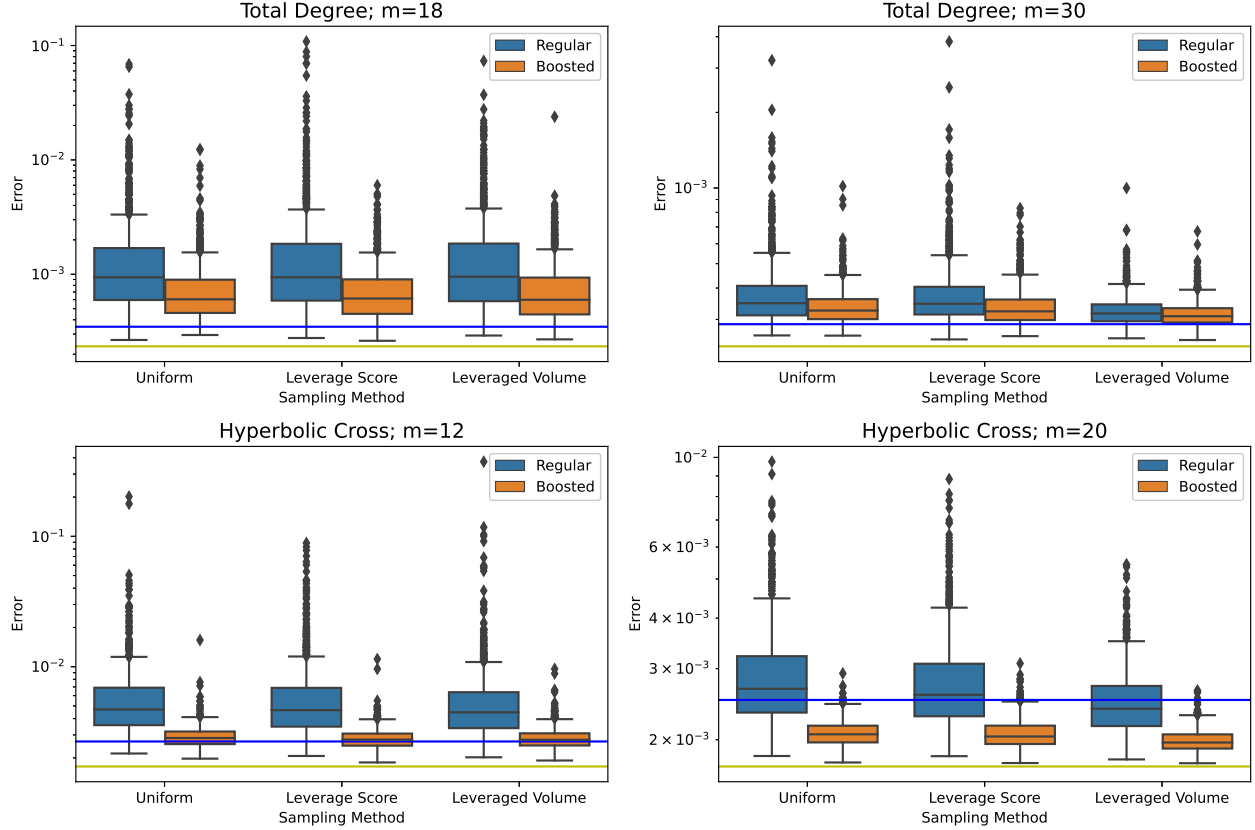 Total Degree; m=18
Regular
Boosted
10⁻¹
10⁻²
10⁻³
Error
Uniform
Leverage Score
Leveraged Volume
Sampling Method
Total Degree; m=30
Regular
Boosted
10⁻³
Error
Uniform
Leverage Score
Leveraged Volume
Sampling Method
Hyperbolic Cross; m=12
Regular
Boosted
10⁻¹
10⁻²
Error
Uniform
Leverage Score
Leveraged Volume
Sampling Method
Hyperbolic Cross; m=20
Regular
Boosted
10⁻²
6 × 10⁻³
4 × 10⁻³
3 × 10⁻³
2 × 10⁻³
Error
Uniform
Leverage Score
Leveraged Volume
Sampling Method